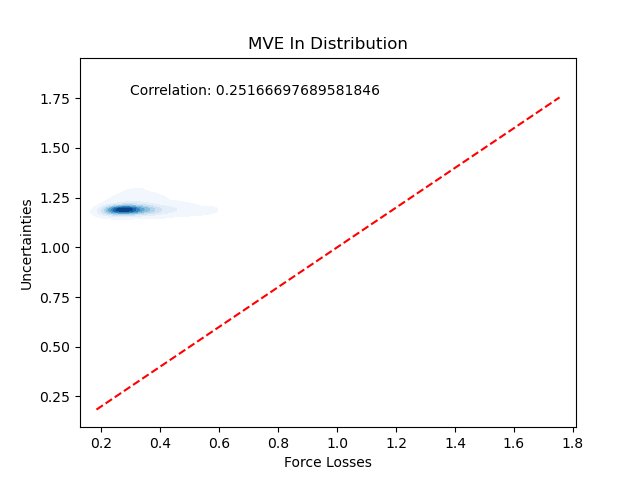 MVE In Distribution
Correlation: 0.25166697689581846
Uncertainties
1.75
1.50
1.25
1.00
0.75
0.50
0.25
0.2 0.4 0.6 0.8 1.0 1.2 1.4 1.6 1.8
Force Losses